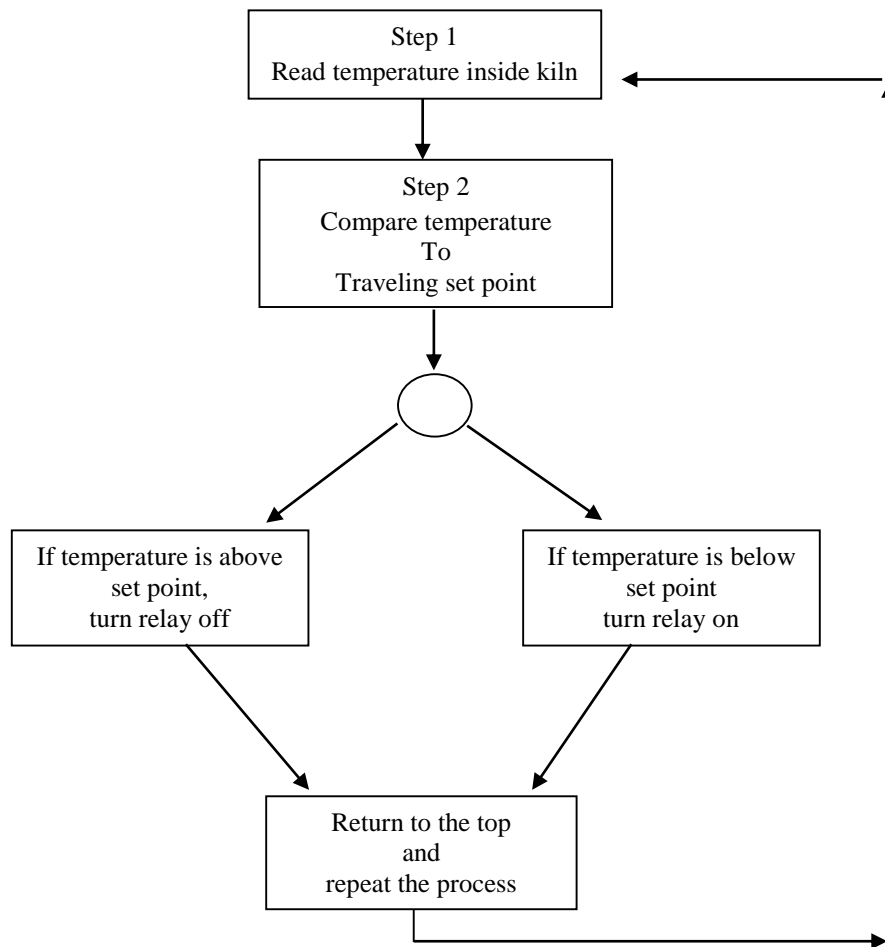 Step 1
Read temperature inside kiln
Step 2
Compare temperature
To
Traveling set point
If temperature is above
set point,
turn relay off
If temperature is below
set point
turn relay on
Return to the top
and
repeat the process